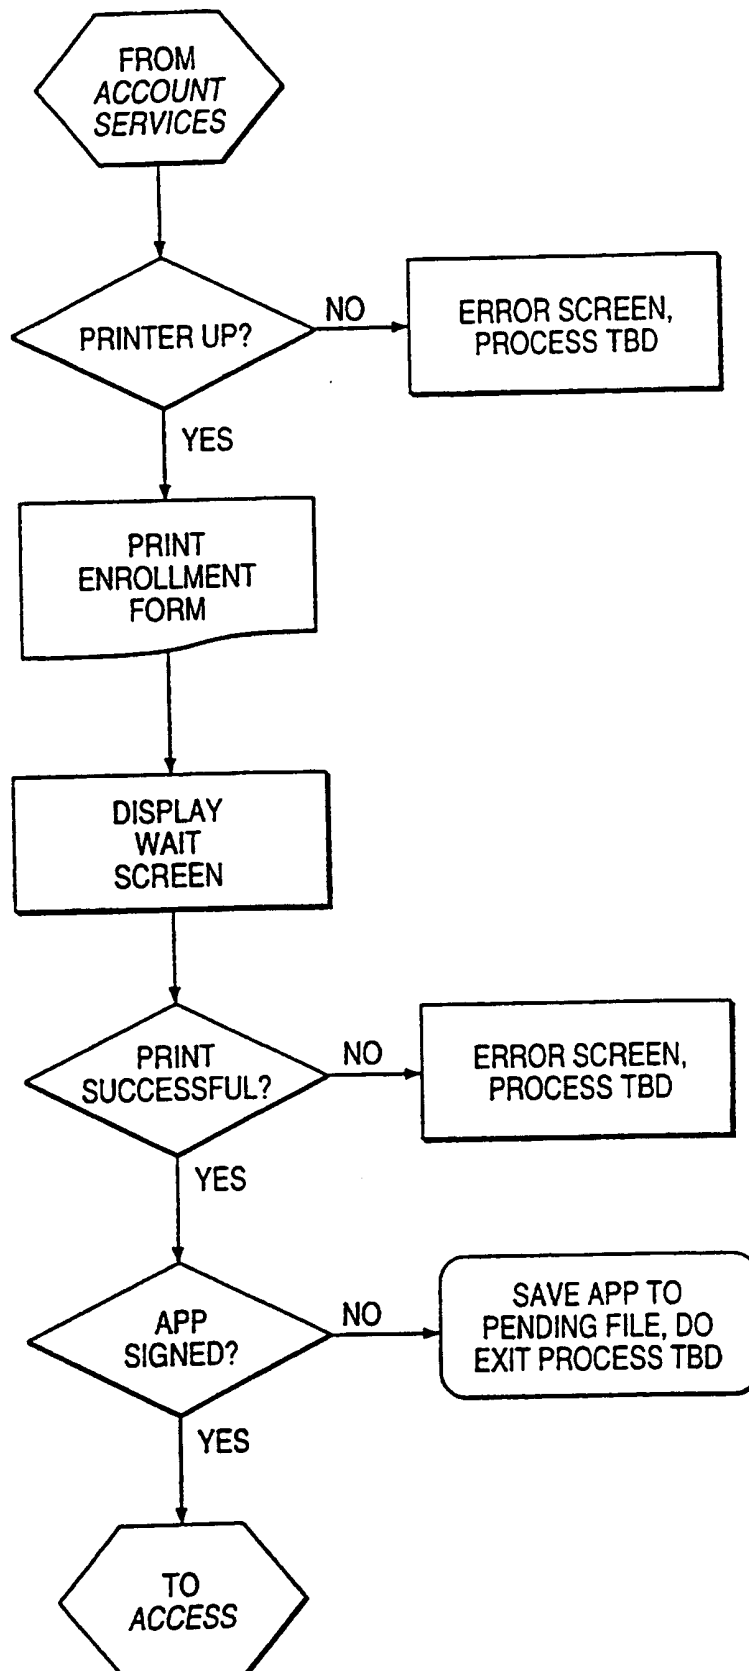 FROM
ACCOUNT
SERVICES
PRINTER UP?
NO
ERROR SCREEN,
PROCESS TBD
YES
PRINT
ENROLLMENT
FORM
DISPLAY
WAIT
SCREEN
PRINT
SUCCESSFUL?
NO
ERROR SCREEN,
PROCESS TBD
YES
APP
SIGNED?
NO
SAVE APP TO
PENDING FILE, DO
EXIT PROCESS TBD
YES
TO
ACCESS